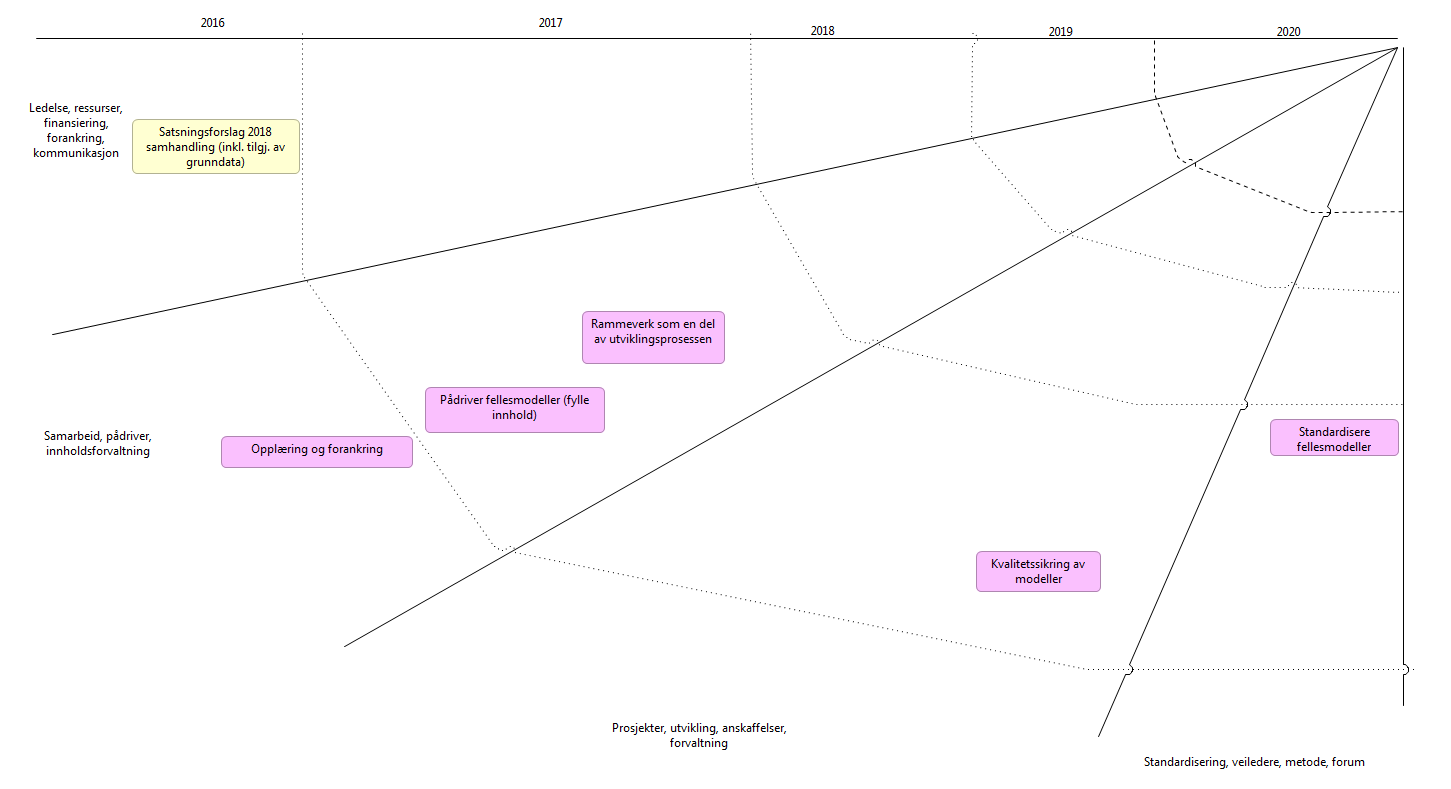 2016
2017
2018
2019
2020
Ledelse, ressurser,
finansiering,
forankring,
kommunikasjon
Satsningsforslag 2018
samhandling (inkl. tilgj. av
grunndata)
Rammeverk som en del
av utviklingsprosessen
Pådriver fellesmodeller (fylle
innhold)
Samarbeid, pådriver,
innholdsforvaltning
Opplæring og forankring
Standardisere
fellesmodeller
Kvalitetssikring av
modeller
Prosjekter, utvikling, anskaffelser,
forvaltning
Standardisering, veiledere, metode, forum